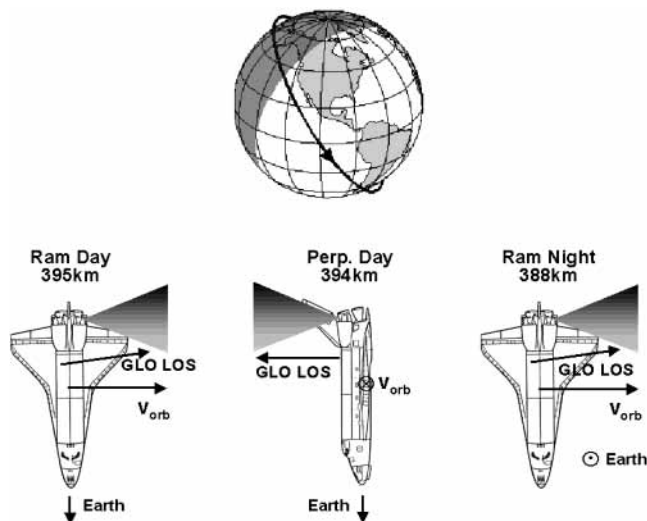 Ram Day
395km
GLO LOS
Vorb
Earth
Perp. Day
394km
GLO LOS
Vorb
Earth
Ram Night
388km
GLO LOS
Vorb
Earth